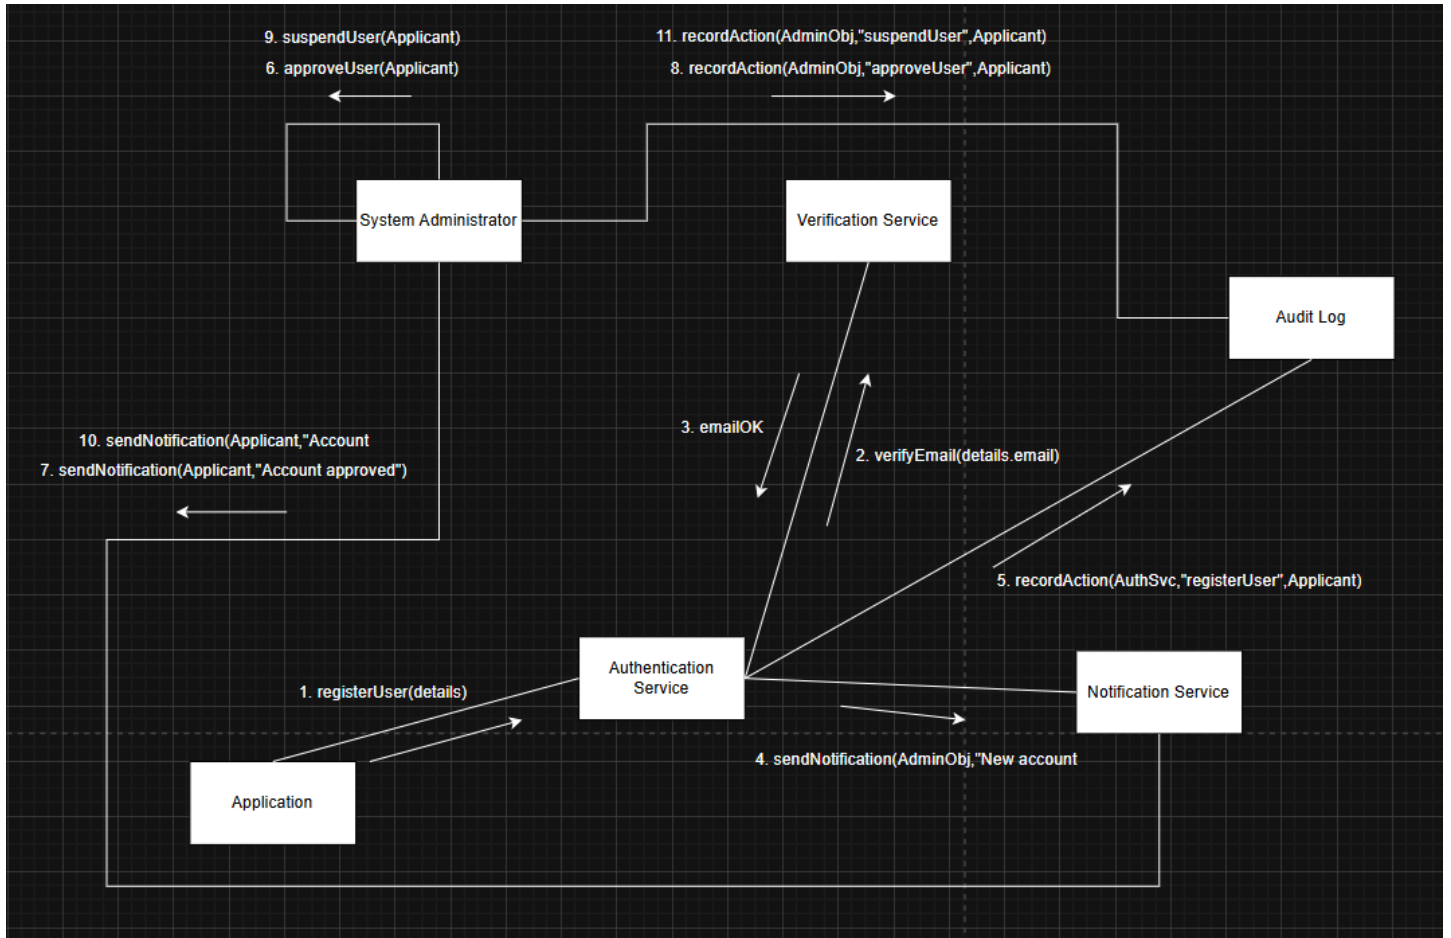 9. suspendUser(Applicant)
6. approveUser(Applicant)
11. recordAction(AdminObj,"suspendUser",Applicant)
8. recordAction(AdminObj,"approveUser",Applicant)
System Administrator
Verification Service
Audit Log
3. emailOK
2. verifyEmail(details.email)
10. sendNotification(Applicant,"Account
7. sendNotification(Applicant,"Account approved")
5. recordAction(AuthSvc,"registerUser",Applicant)
Authentication
Service
1. registerUser(details)
Notification Service
4. sendNotification(AdminObj,"New account
Application